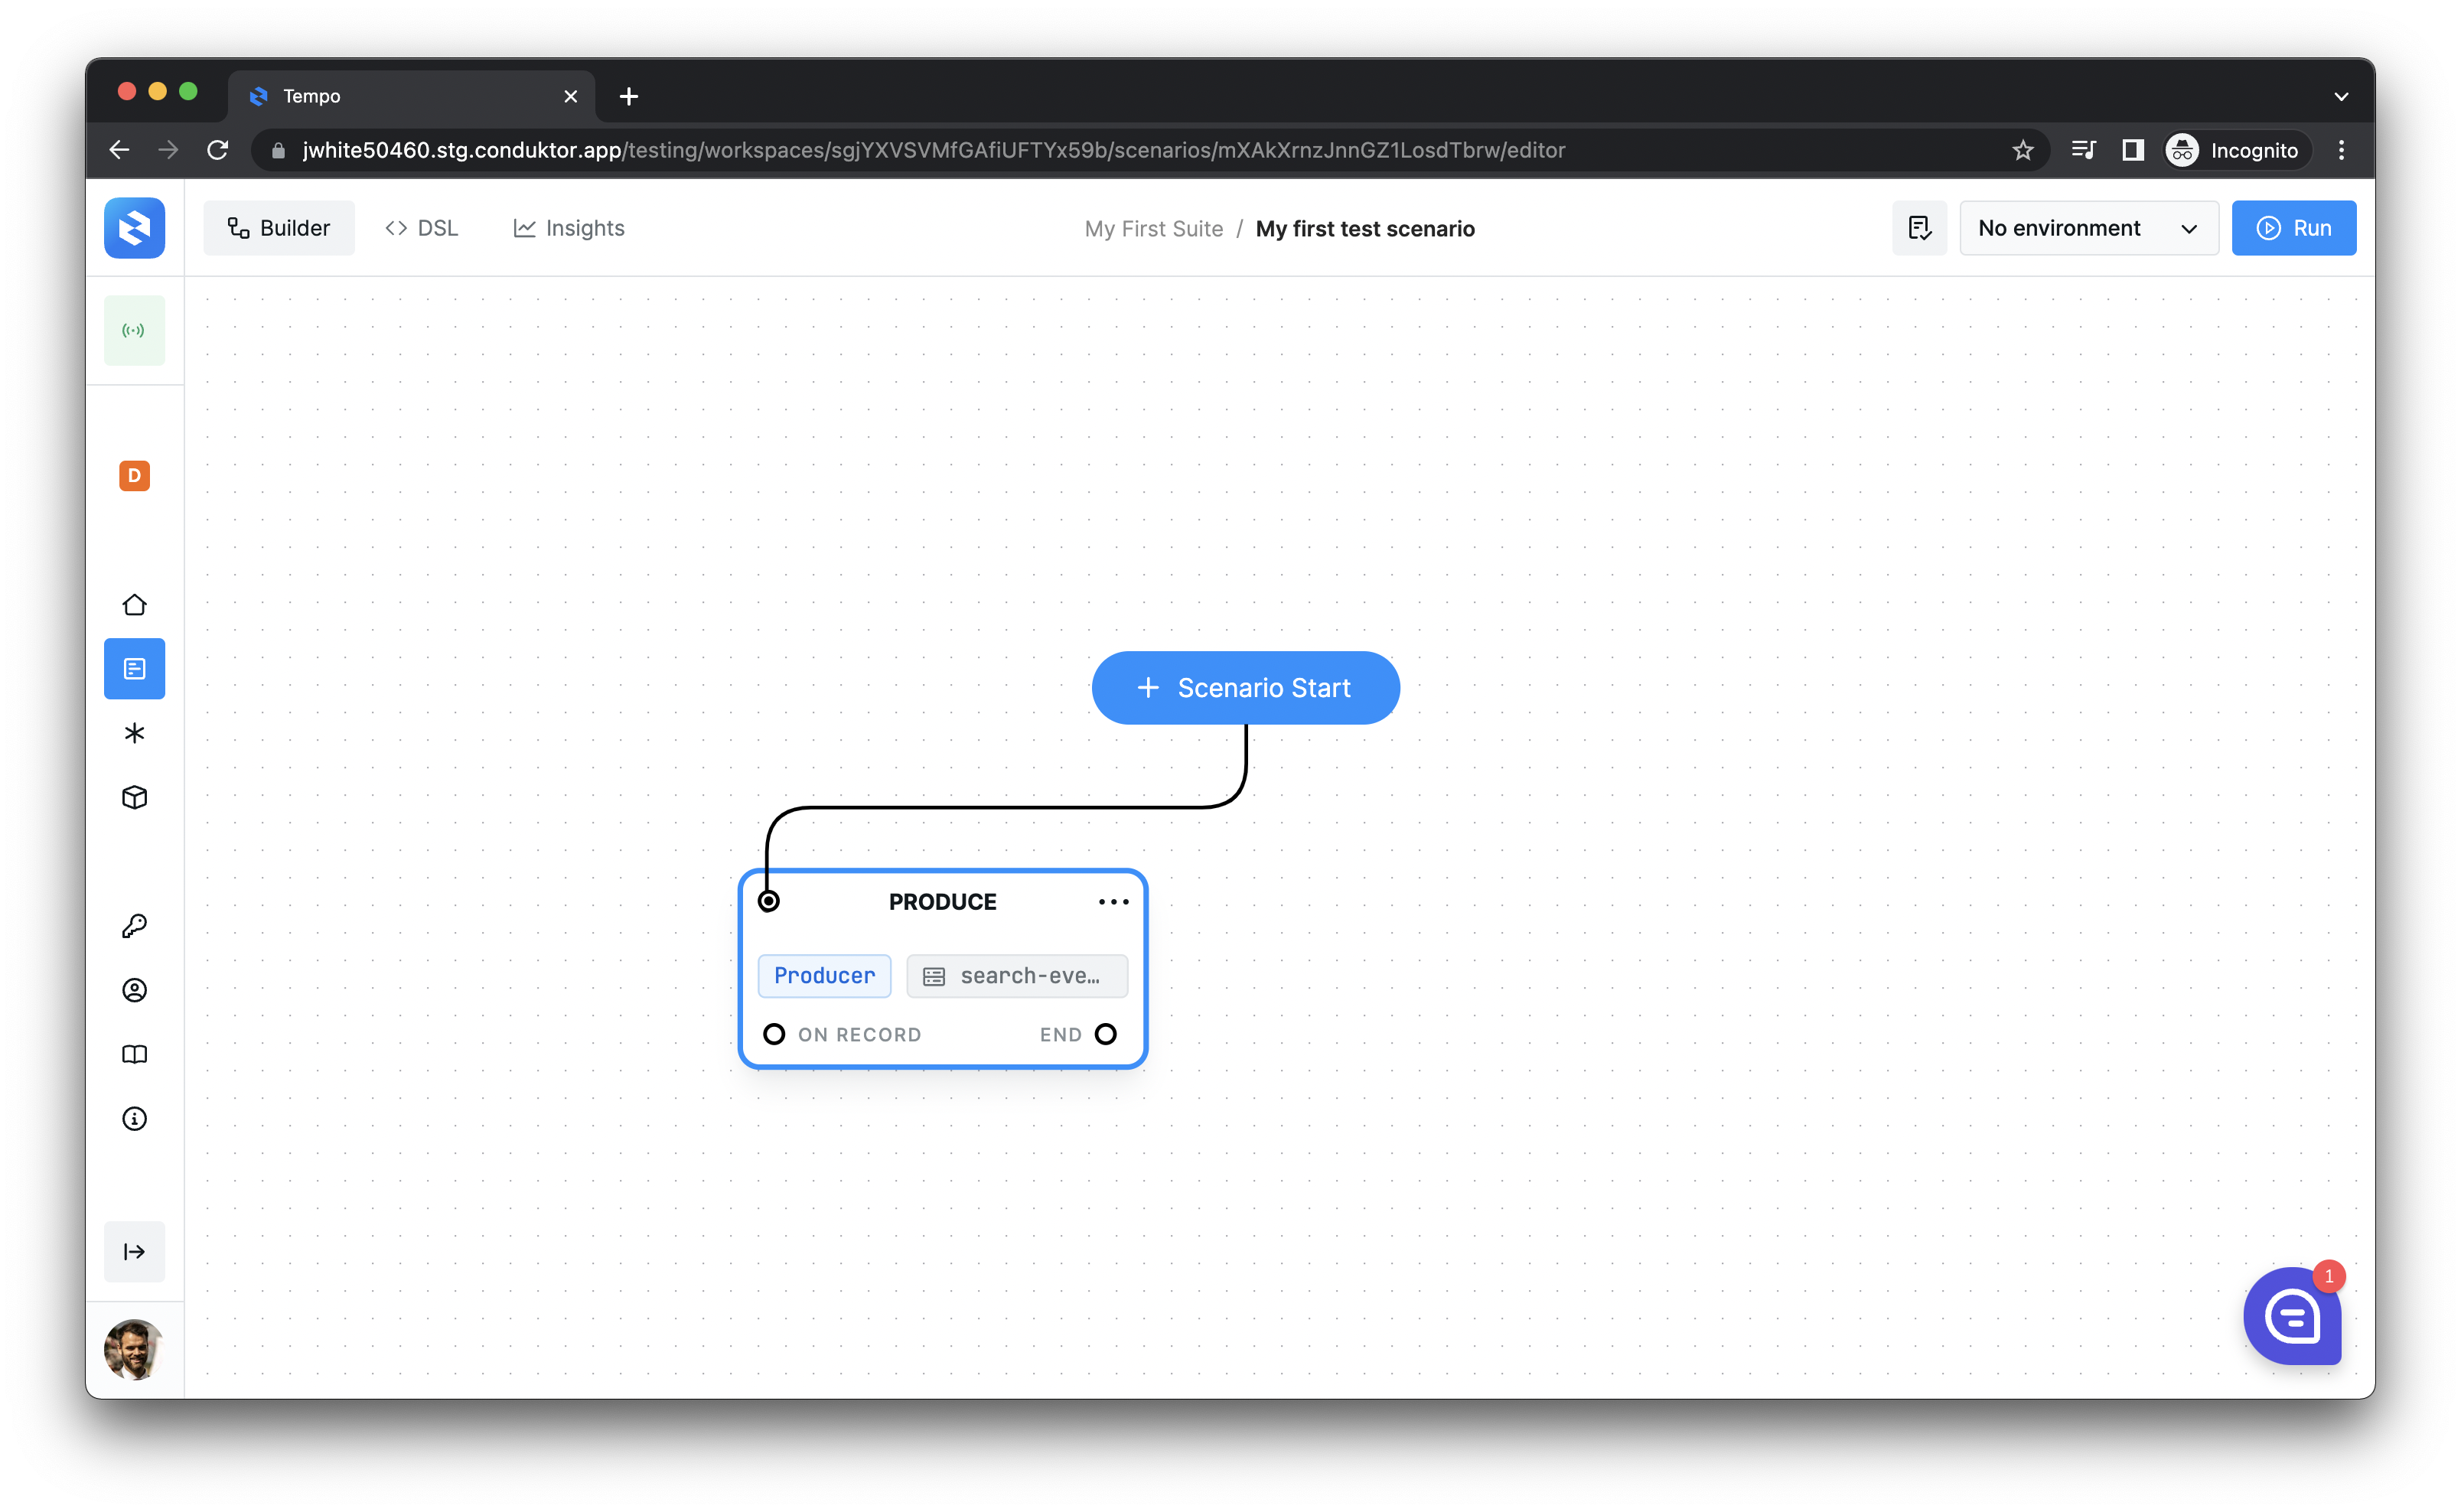 Tempo
jwhite50460.stg.conduktor.app/testing/workspaces/sgjYXVSVMfGAfiUFTYx59b/scenarios/mXAkXrnzJnnGZ1LosdTbrw/editor
Incognito
Builder
DSL
Insights
My First Suite / My first test scenario
No environment
Run
D
Scenario Start
PRODUCE
Producer
search-eve…
ON RECORD
END
1